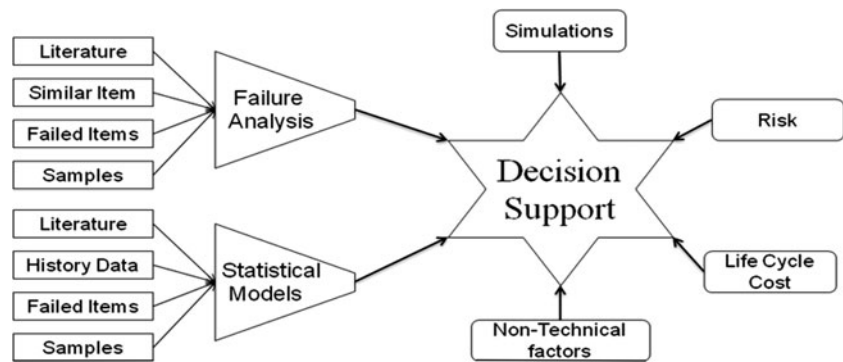 Literature
Similar Item
Failed Items
Samples
Failure
Analysis
Literature
History Data
Failed Items
Samples
Statistical
Models
Simulations
Risk
Decision
Support
Life Cycle
Cost
Non-Technical
factors